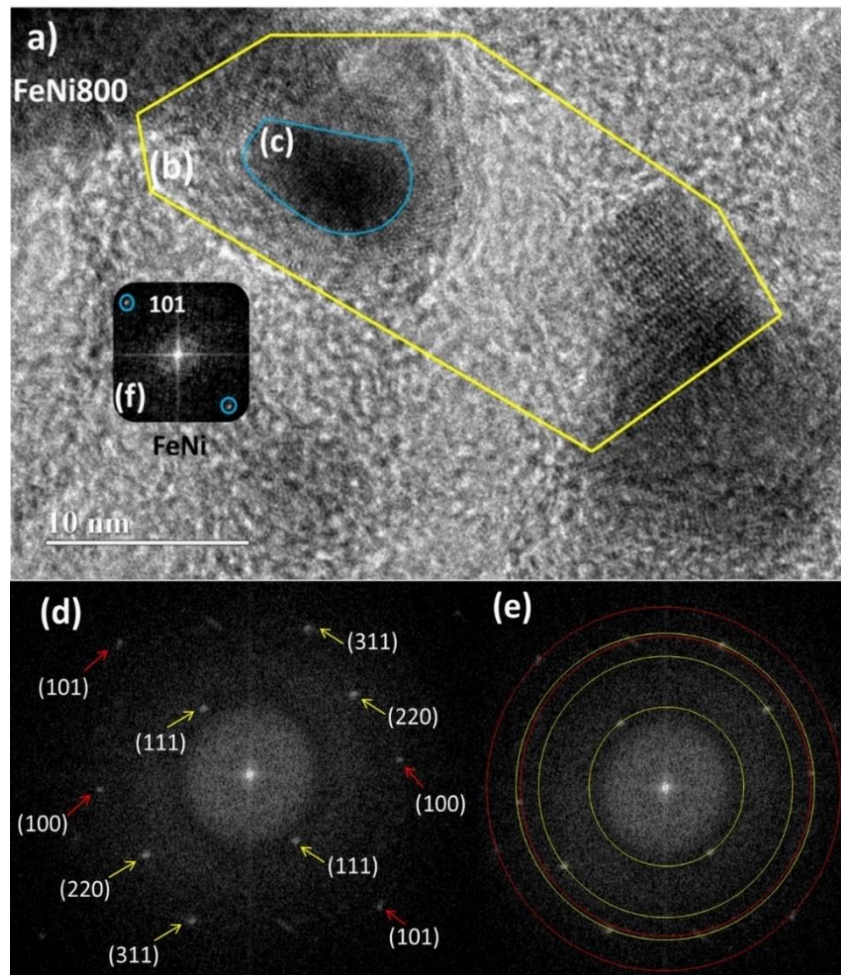 a)
FeNi800
(c)
(b)
101
(f)
FeNi
10 nm
(d)
(e)
(311)
(101)
(220)
(111)
(100)
(100)
(111)
(220)
(311)
(101)